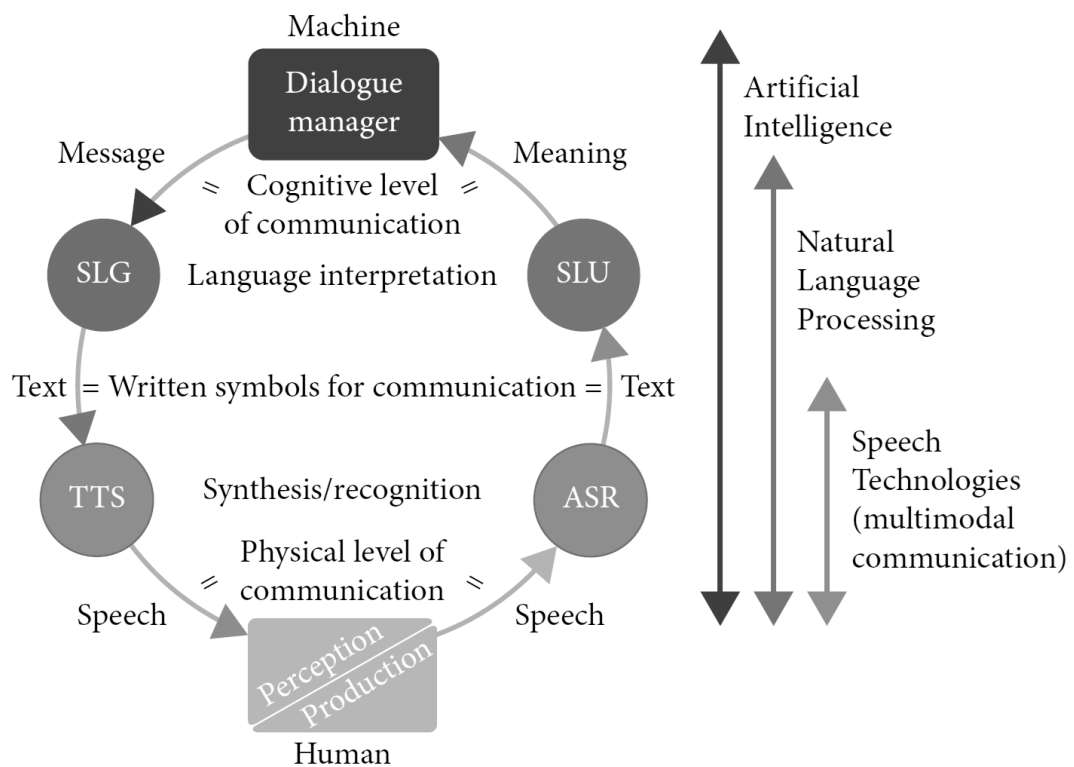 Machine
Dialogue
manager
Message
Meaning
= Cognitive level =
of communication
SLG
Language interpretation
SLU
Text = Written symbols for communication = Text
TTS
Synthesis/recognition
ASR
Physical level of
= communication =
Speech
Speech
Perception
Production
Human
Artificial
Intelligence
Natural
Language
Processing
Speech
Technologies
(multimodal
communication)